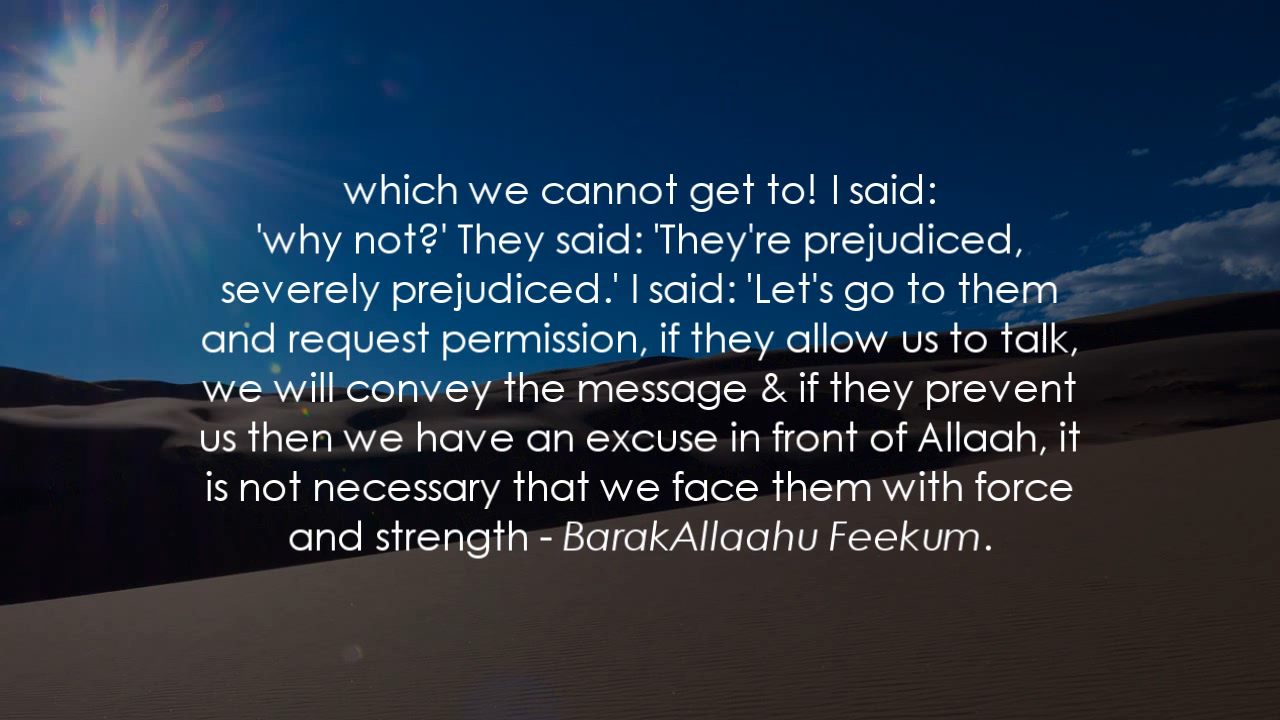 which we cannot get to! I said:
'why not?' They said: 'They're prejudiced,
severely prejudiced.' I said: 'Let's go to them
and request permission, if they allow us to talk,
we will convey the message & if they prevent
us then we have an excuse in front of Allaah, it
is not necessary that we face them with force
and strength - BarakAllaahu Feekum.